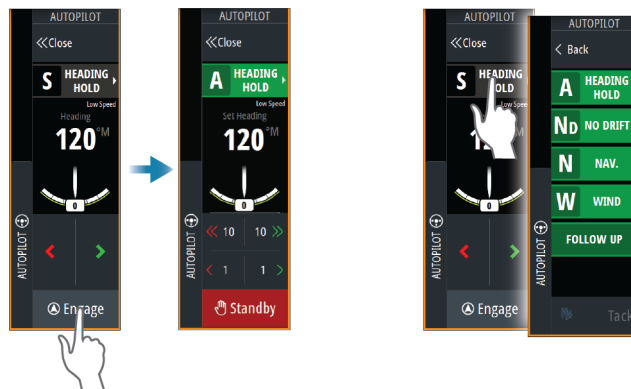 AUTOPILOT
Close
S HEADING HOLD
Low Speed
Heading
120°M
0
AUTOPILOT
Engage
AUTOPILOT
Close
A HEADING HOLD
Low Speed
Set Heading
120°M
0
10 10
1 1
AUTOPILOT
Standby
AUTOPILOT
Close
S HEADING HOLD
Low Speed
0
AUTOPILOT
Engage
AUTOPILOT
Back
A HEADING HOLD
ND NO DRIFT
N NAV.
W WIND
FOLLOW UP
AUTOPILOT
Tack